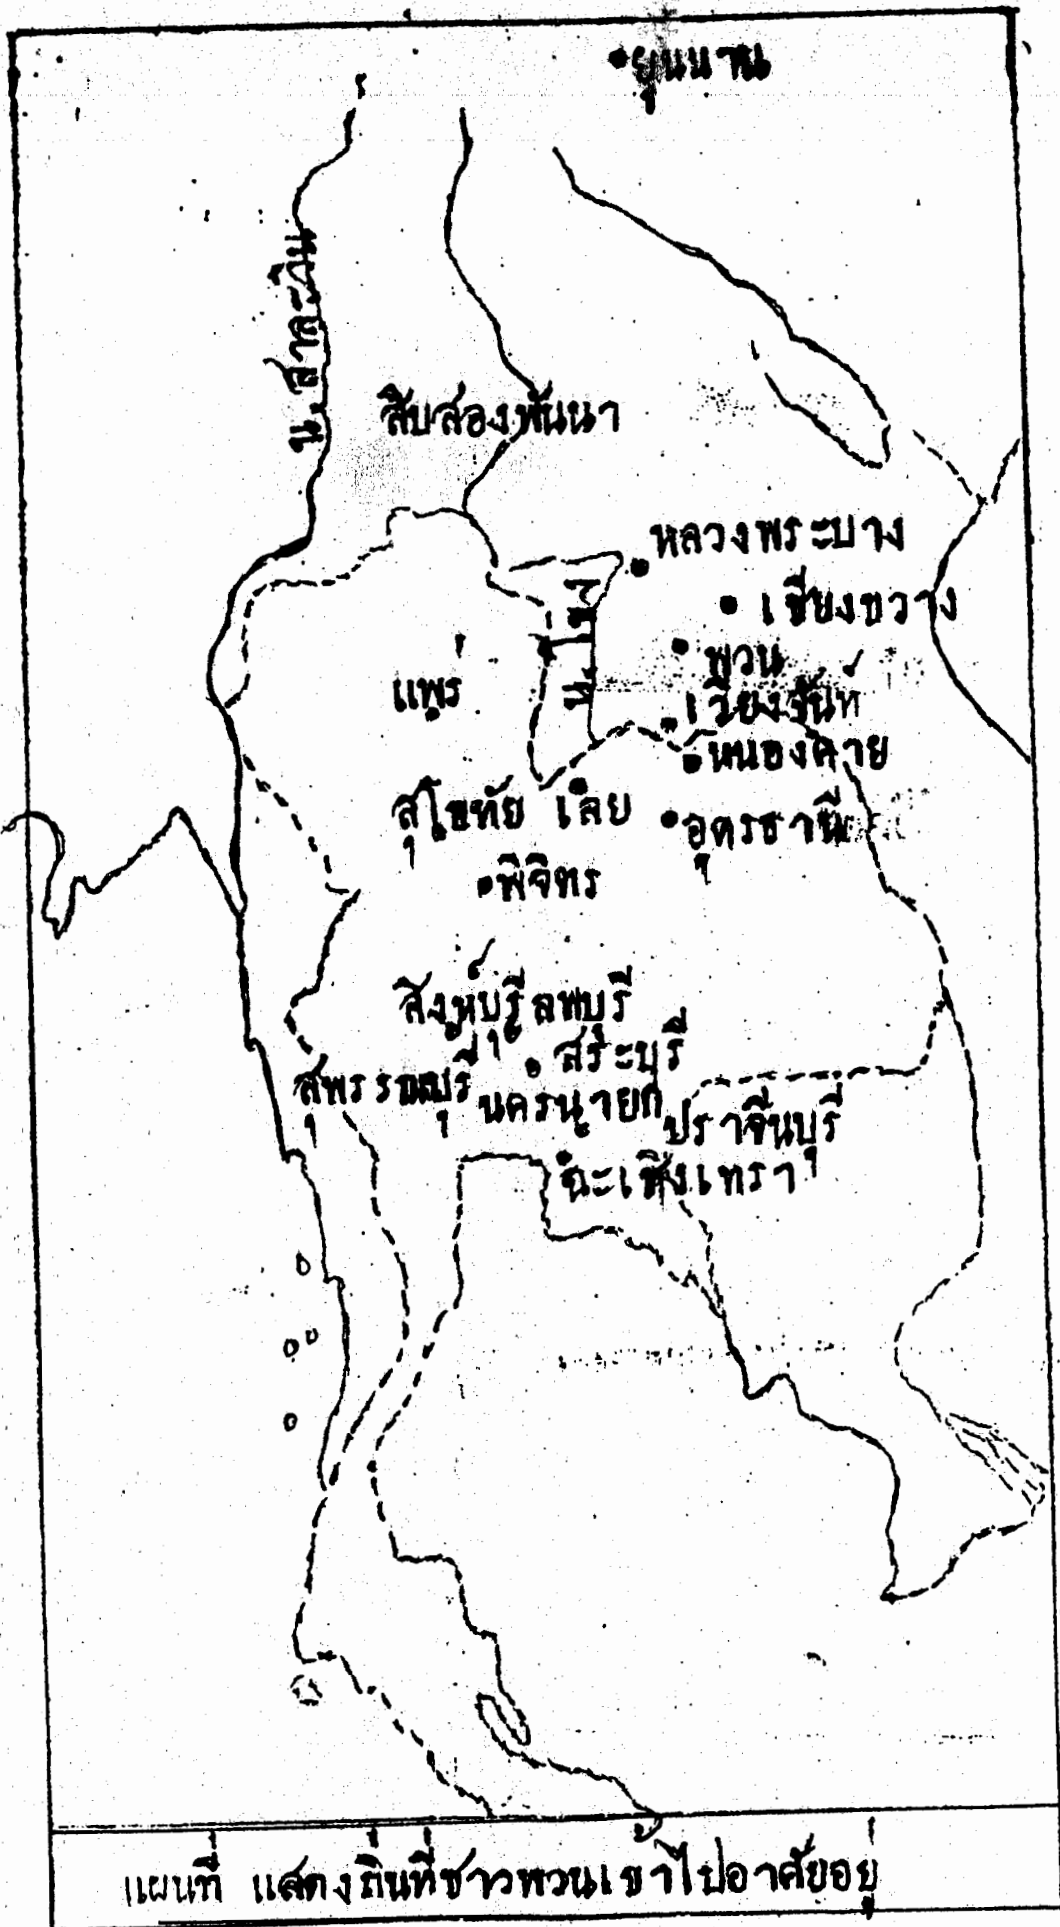 ยูนนาน
น. สาละวิน
สิบสองพันนา
หลวงพระบาง
เชียงขวาง
น. โขง
พวน
แพร่
เวียงจันท์
หนองคาย
สุโขทัย เลย
อุดรธานี
พิจิตร
สิงห์บุรี ลพบุรี
สระบุรี
สุพรรณบุรี
นครนายก
ปราจีนบุรี
ฉะเชิงเทรา
แผนที่ แสดงถิ่นที่ชาวพวนเข้าไปอาศัยอยู่